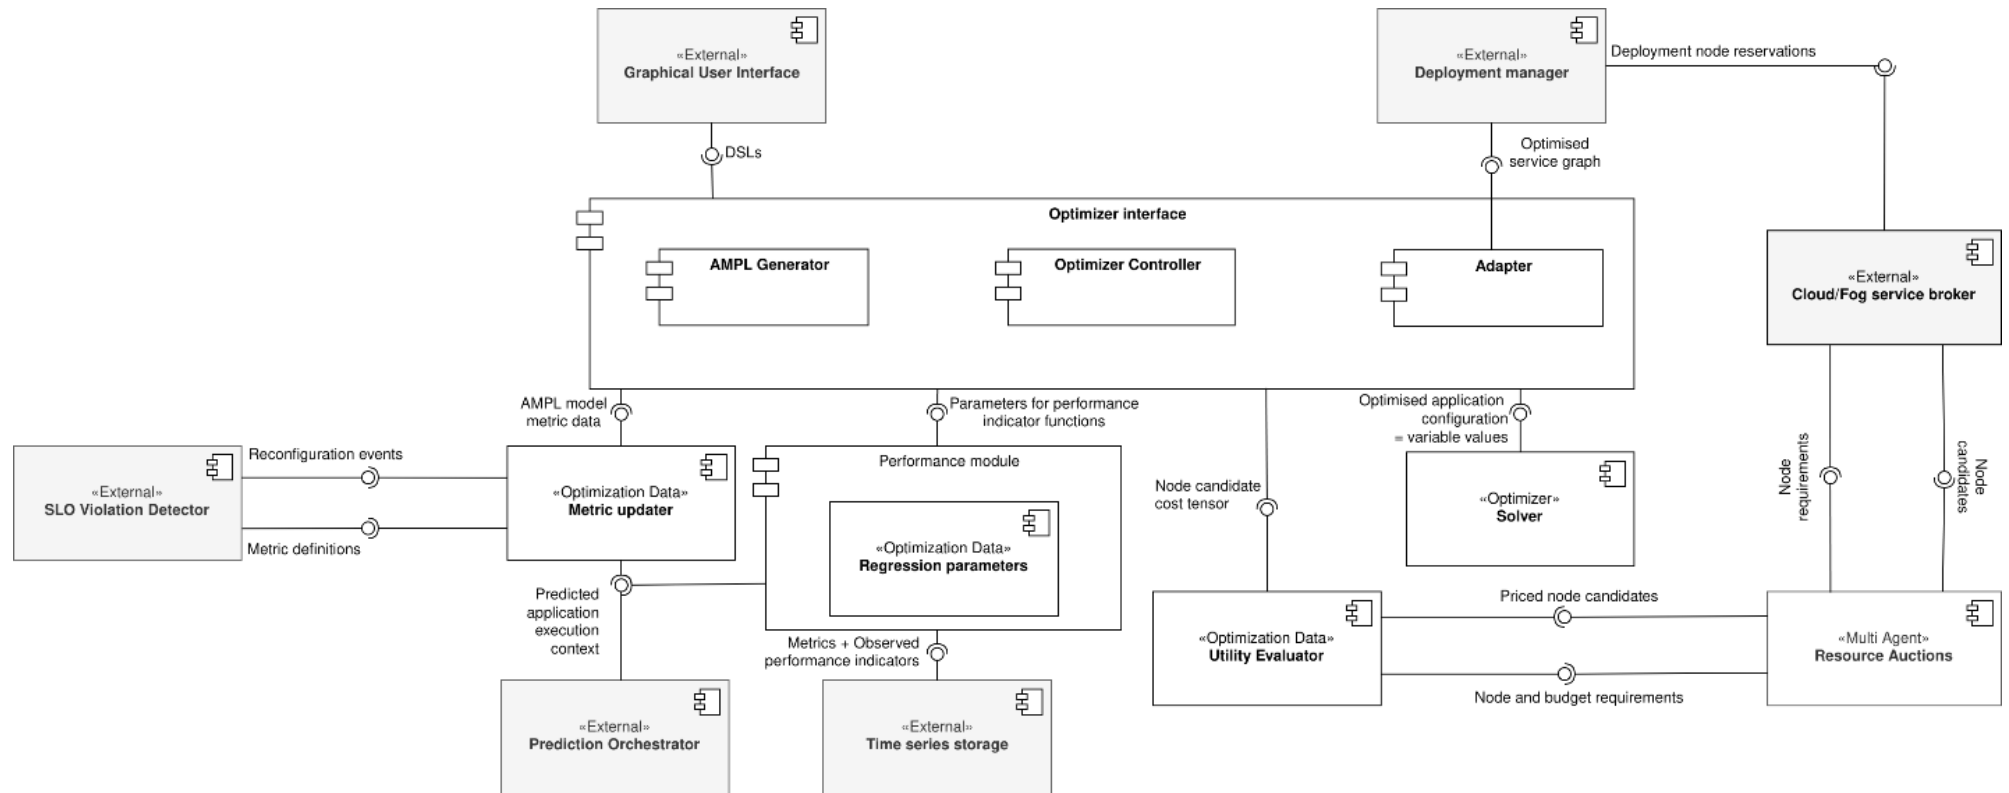 «External»
Graphical User Interface
«External»
Deployment manager
Deployment node reservations
DSLs
Optimised
service graph
Optimizer interface
AMPL Generator
Optimizer Controller
Adapter
«External»
Cloud/Fog service broker
AMPL model
metric data
Parameters for performance
indicator functions
Optimised application
configuration
= variable values
Reconfiguration events
«External»
SLO Violation Detector
Metric definitions
«Optimization Data»
Metric updater
Performance module
«Optimization Data»
Regression parameters
Node candidate
cost tensor
«Optimizer»
Solver
Node
requirements
Node
candidates
Predicted
application
execution
context
Metrics + Observed
performance indicators
«Optimization Data»
Utility Evaluator
Priced node candidates
Node and budget requirements
«Multi Agent»
Resource Auctions
«External»
Prediction Orchestrator
«External»
Time series storage